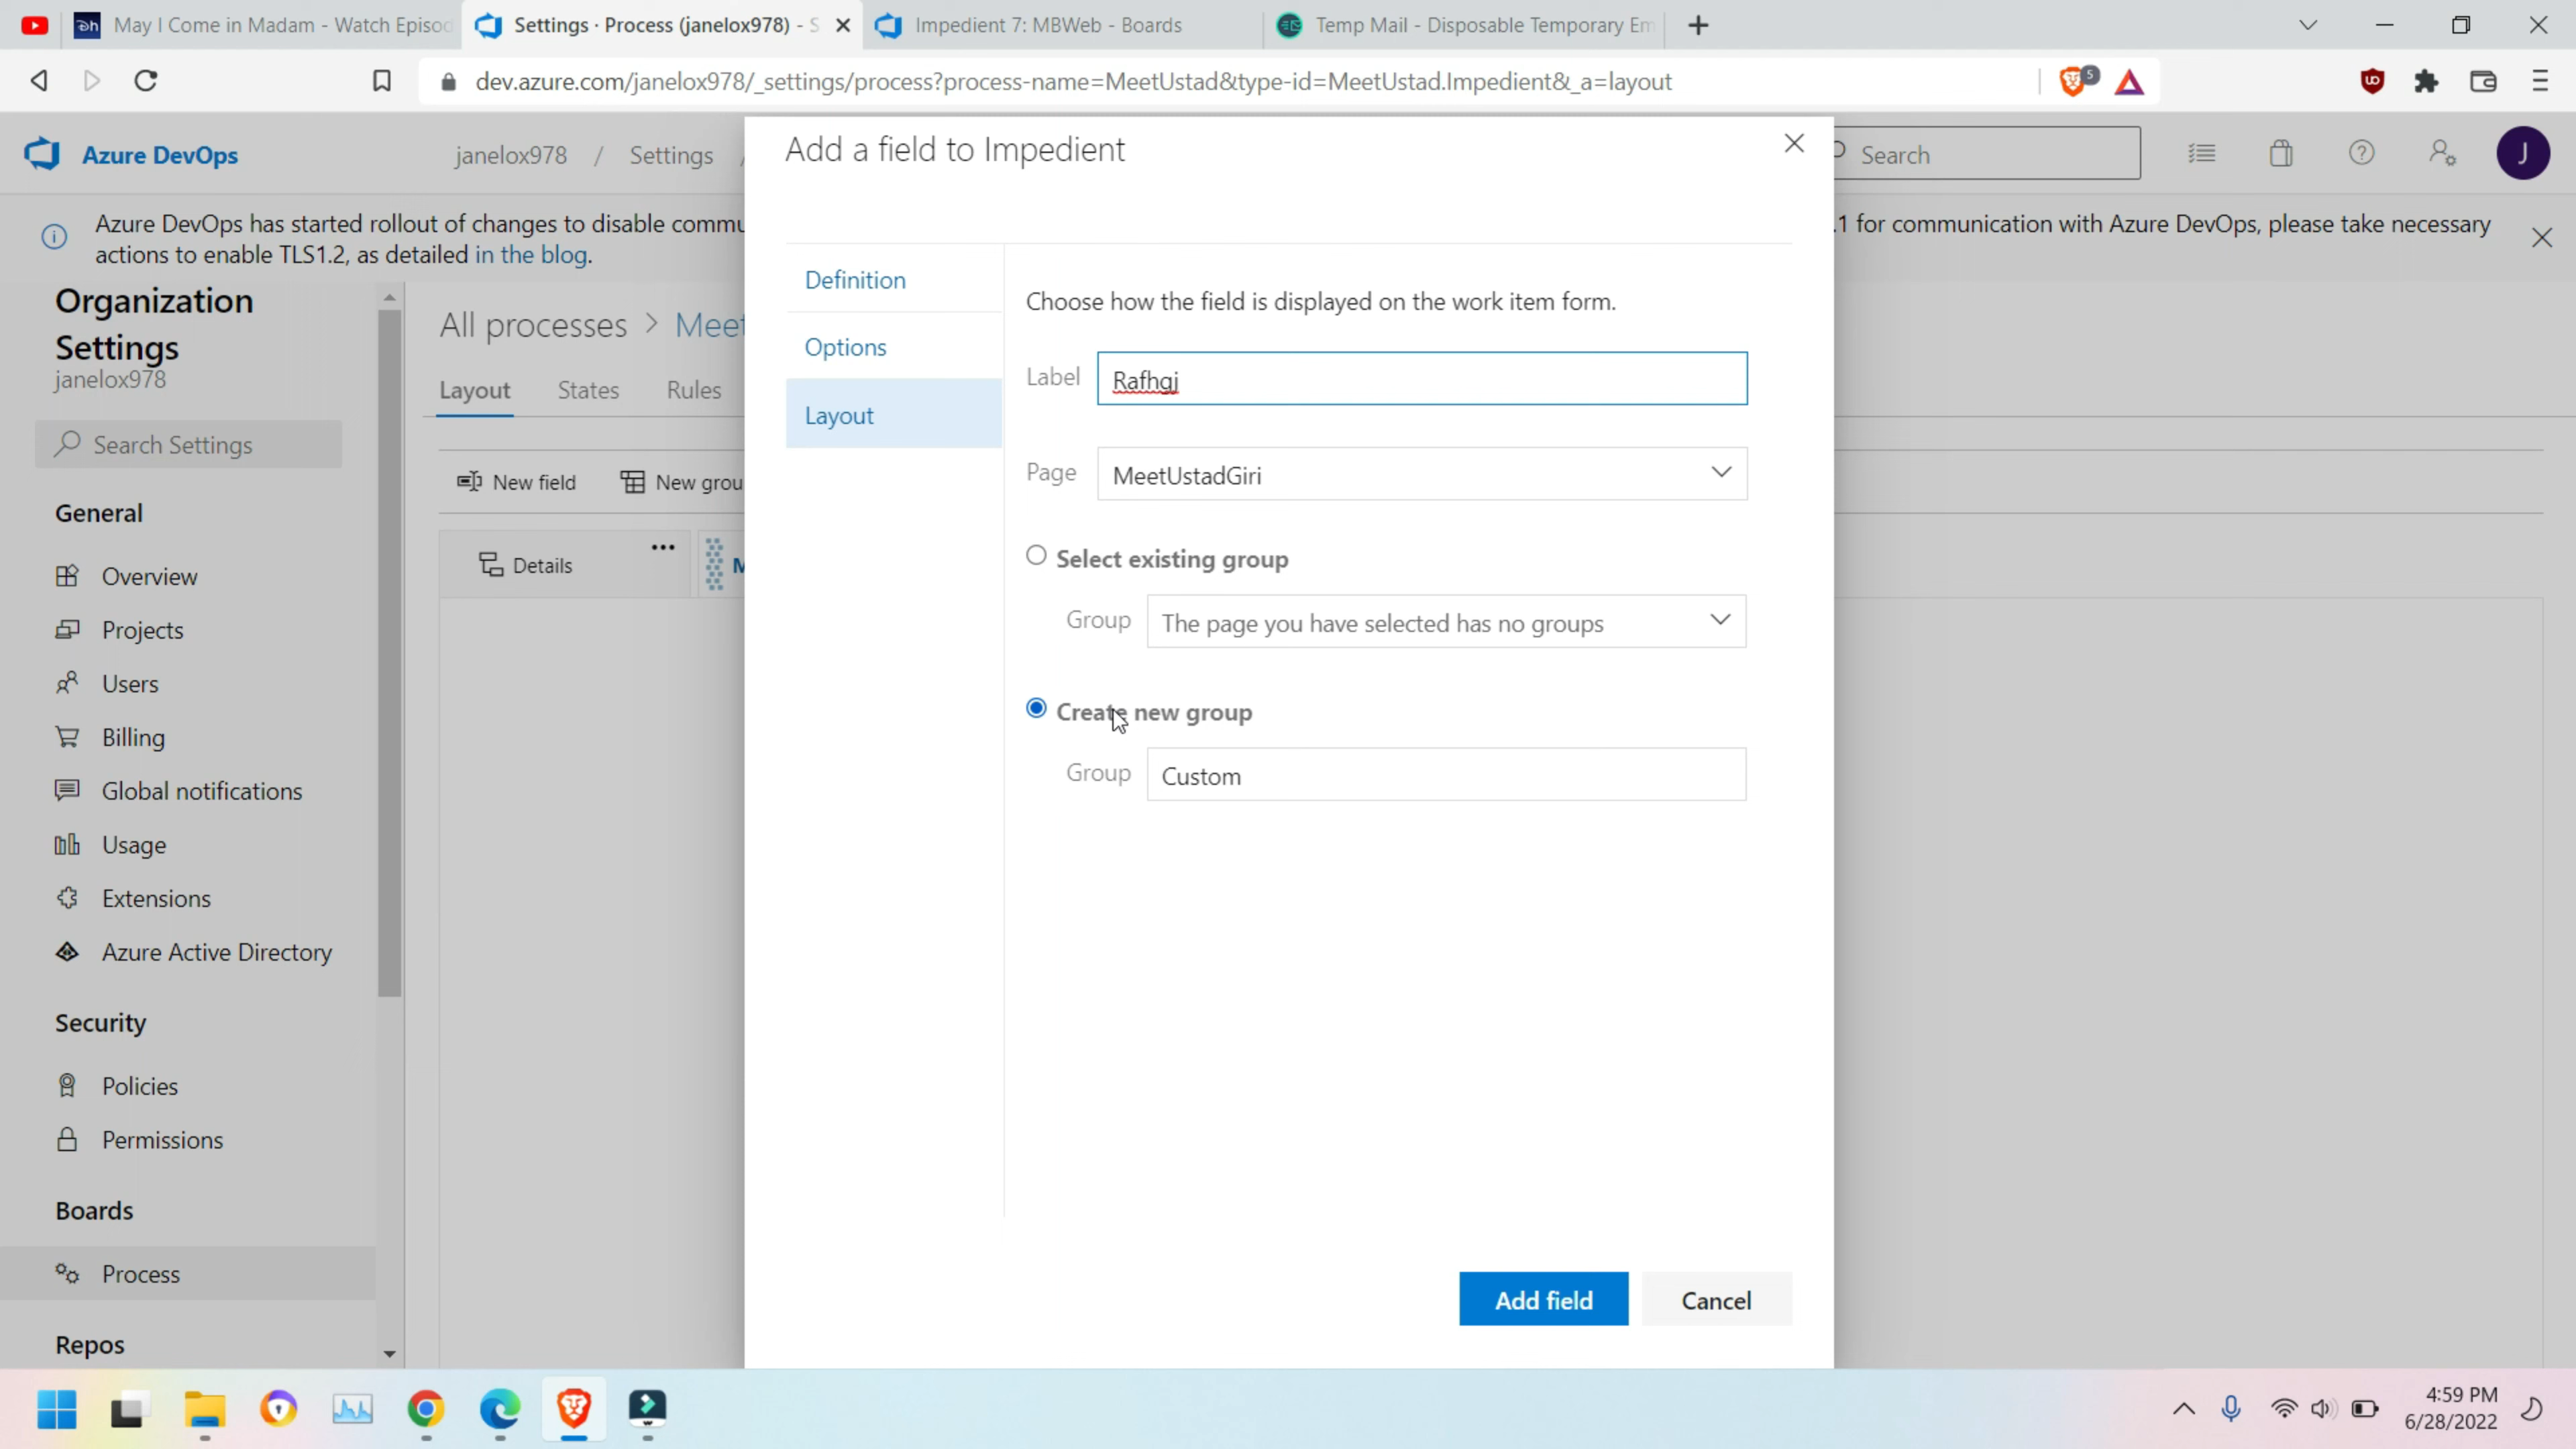 May I Come in Madam - Watch Episod
Settings · Process (janelox978) - S
Impedient 7: MBWeb - Boards
Temp Mail - Disposable Temporary Em
dev.azure.com/janelox978/_settings/process?process-name=MeetUstad&type-id=MeetUstad.Impedient&_a=layout
5
Azure DevOps
janelox978 / Settings /
Search
J
Azure DevOps has started rollout of changes to disable commu
.1 for communication with Azure DevOps, please take necessary
actions to enable TLS1.2, as detailed in the blog.
Organization
Settings
janelox978
Search Settings
General
Overview
Projects
Users
Billing
Global notifications
Usage
Extensions
Azure Active Directory
Security
Policies
Permissions
Boards
Process
Repos
All processes > Meet
Layout States Rules
New field New grou
Details
M
Add a field to Impedient
Definition
Options
Layout
Choose how the field is displayed on the work item form.
Label Rafhgj
Page MeetUstadGiri
Select existing group
Group The page you have selected has no groups
Create new group
Group Custom
Add field Cancel
4:59 PM
6/28/2022